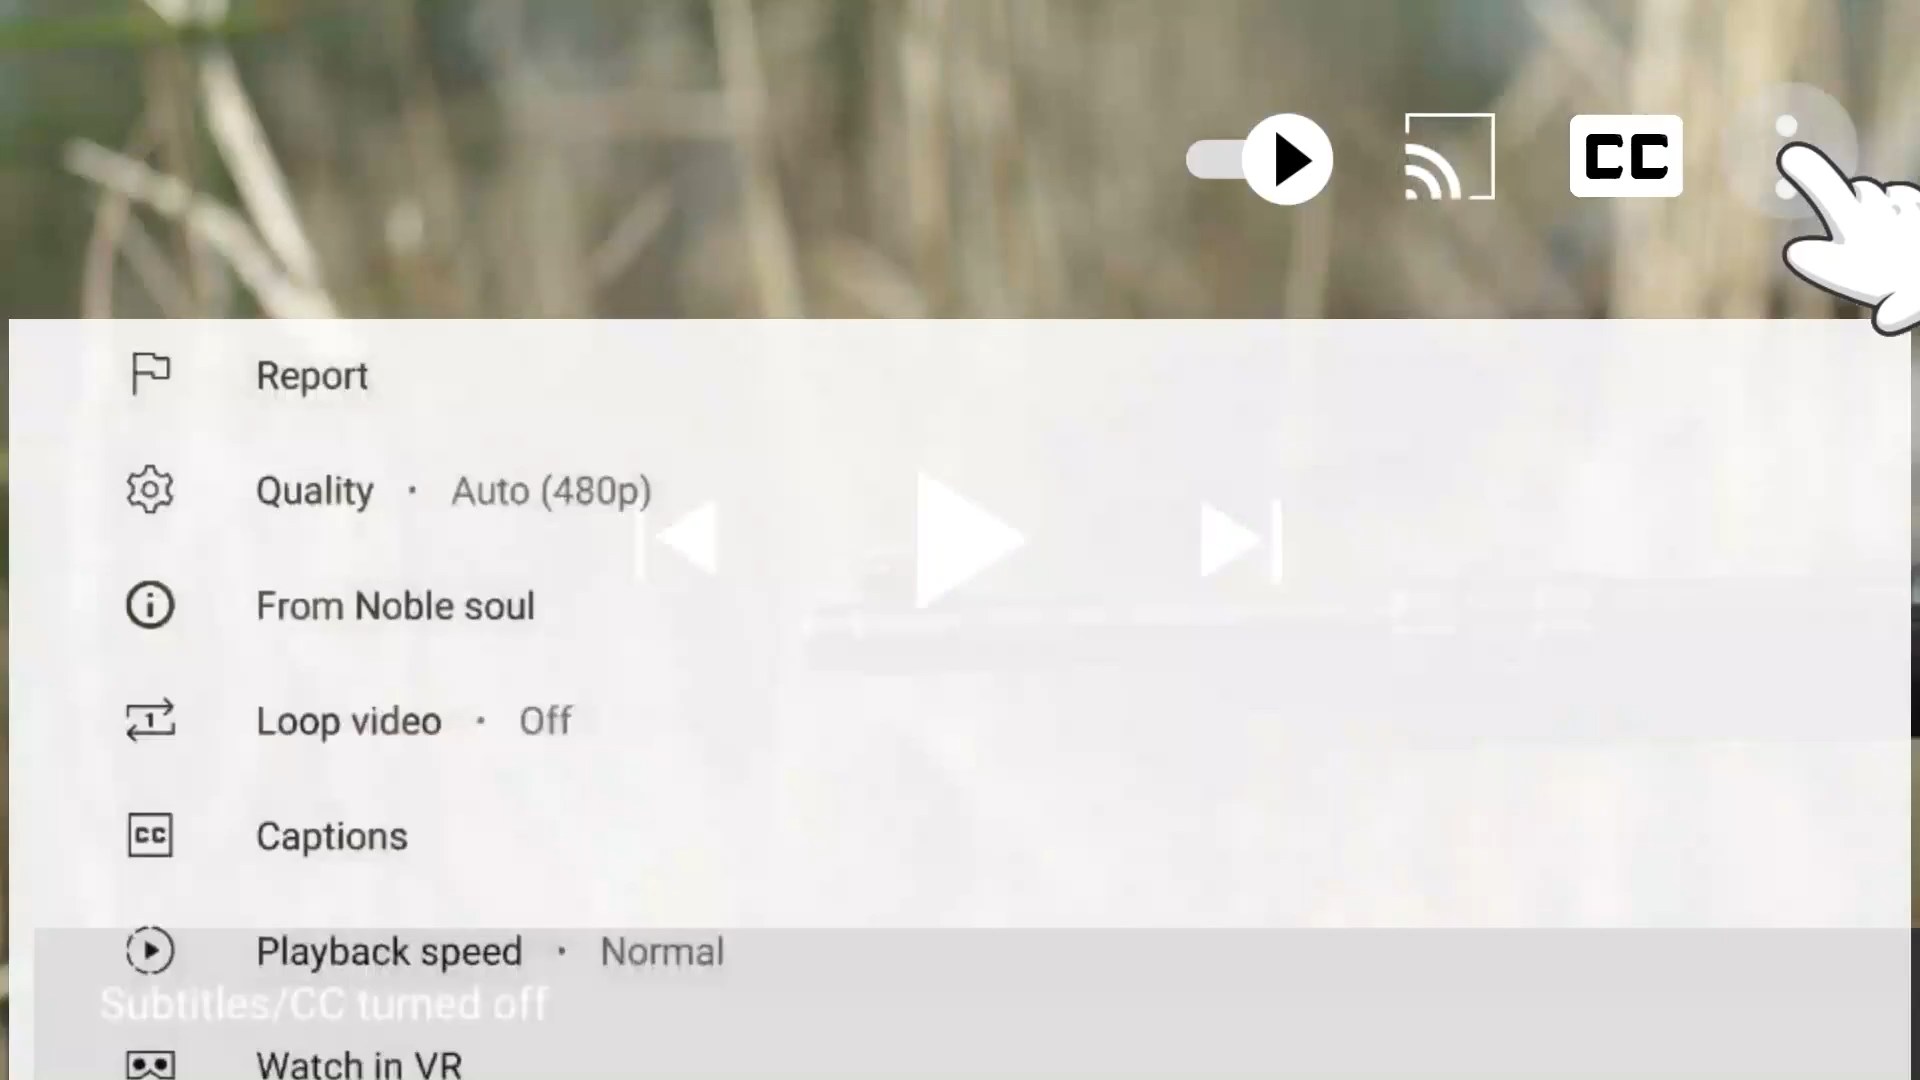 CC
Report
Quality · Auto (480p)
From Noble soul
Loop video · Off
Captions
Playback speed · Normal
Subtitles/CC turned off
Watch in VR